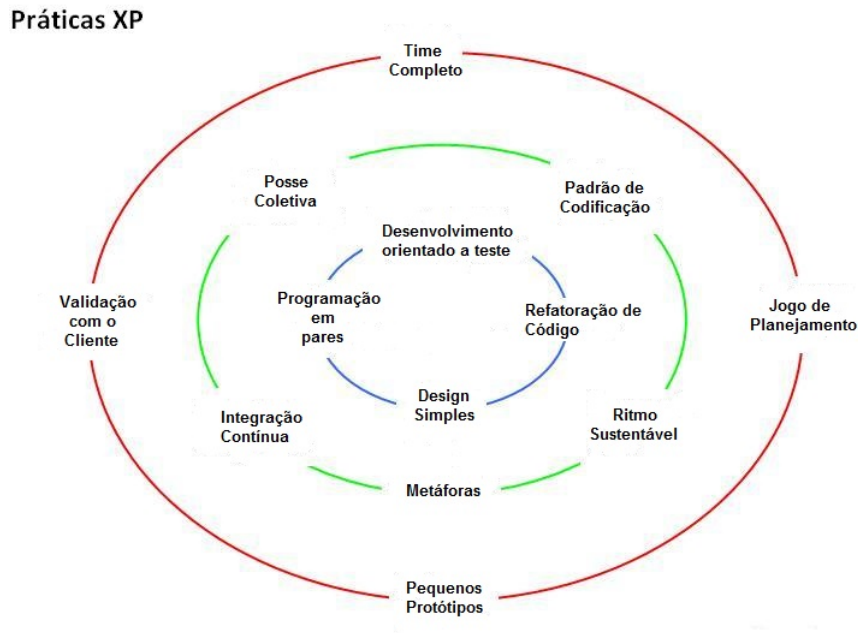 Práticas XP
Time
Completo
Posse
Coletiva
Padrão de
Codificação
Desenvolvimento
orientado a teste
Validação
com o
Cliente
Programação
em
pares
Refatoração de
Código
Jogo de
Planejamento
Design
Simples
Integração
Contínua
Ritmo
Sustentável
Metáforas
Pequenos
Protótipos